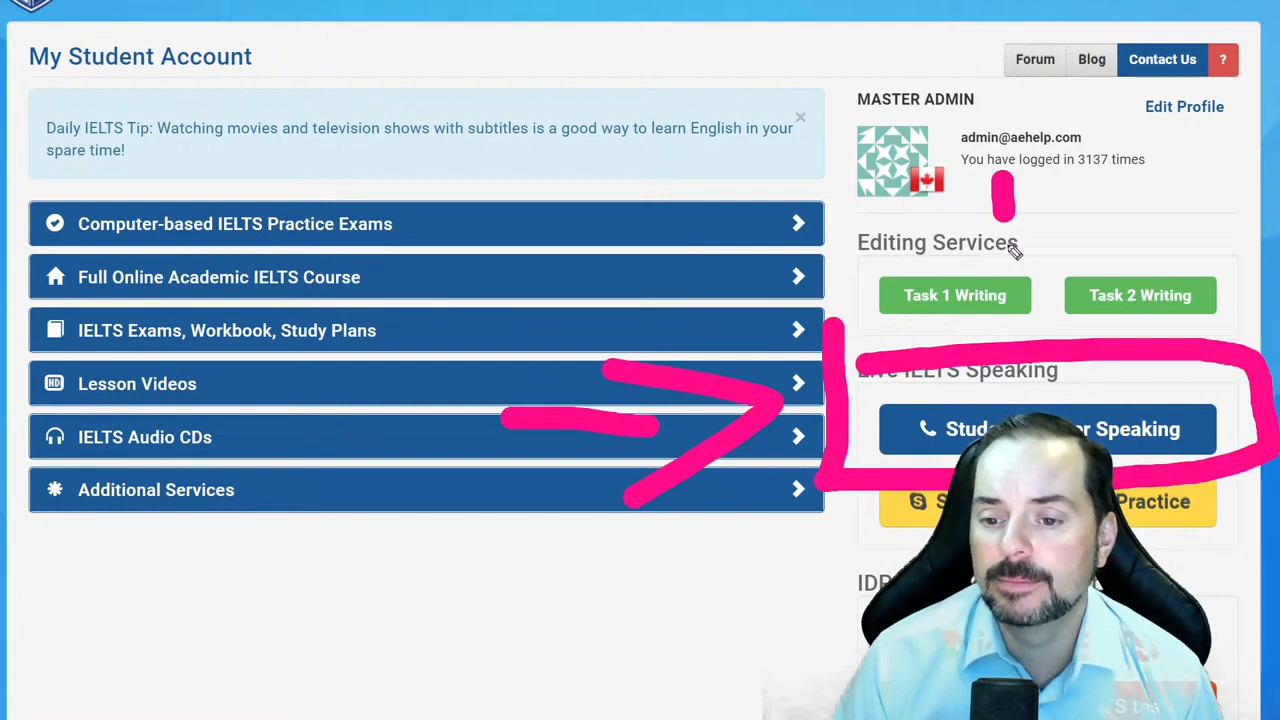 My Student Account
Forum
Blog
Contact Us
?
Daily IELTS Tip: Watching movies and television shows with subtitles is a good way to learn English in your
spare time!
×
MASTER ADMIN
Edit Profile
admin@aehelp.com
You have logged in 3137 times
Computer-based IELTS Practice Exams
Full Online Academic IELTS Course
IELTS Exams, Workbook, Study Plans
HD Lesson Videos
IELTS Audio CDs
Additional Services
Editing Services
Task 1 Writing
Task 2 Writing
Live IELTS Speaking
Speaking
Practice